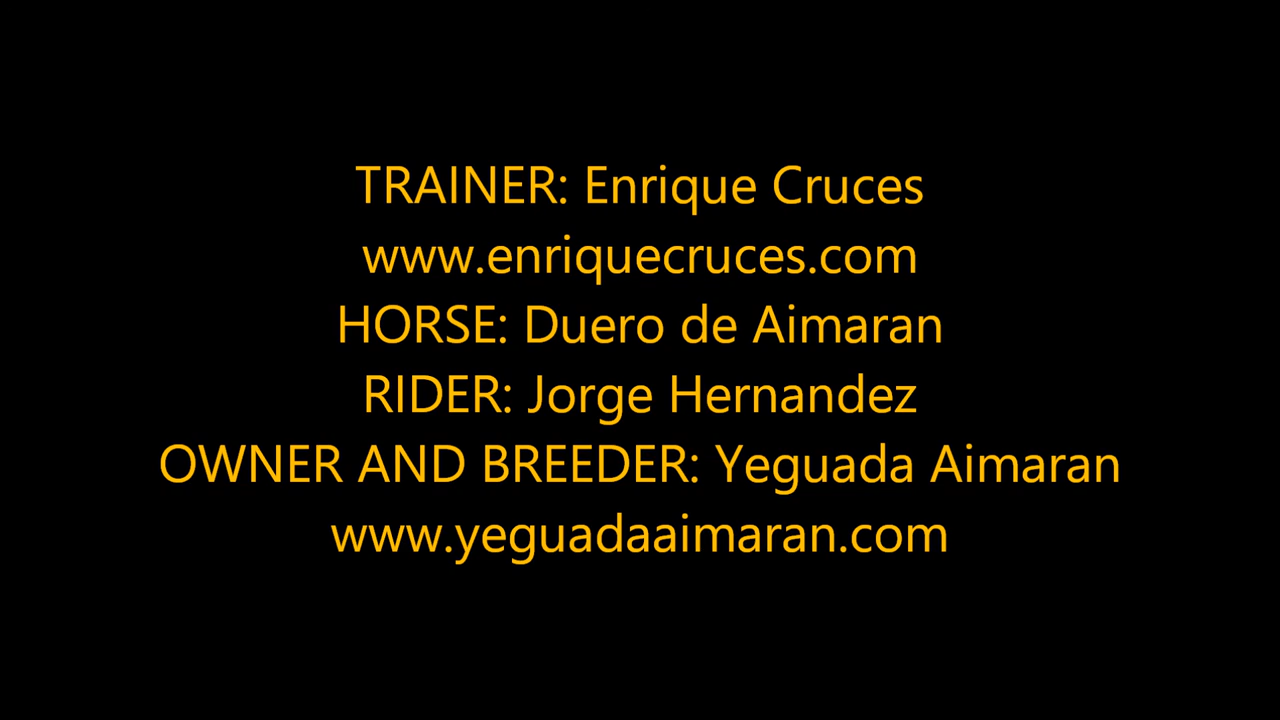 TRAINER: Enrique Cruces
www.enriquecruces.com
HORSE: Duero de Aimaran
RIDER: Jorge Hernandez
OWNER AND BREEDER: Yeguada Aimaran
www.yeguadaaimaran.com